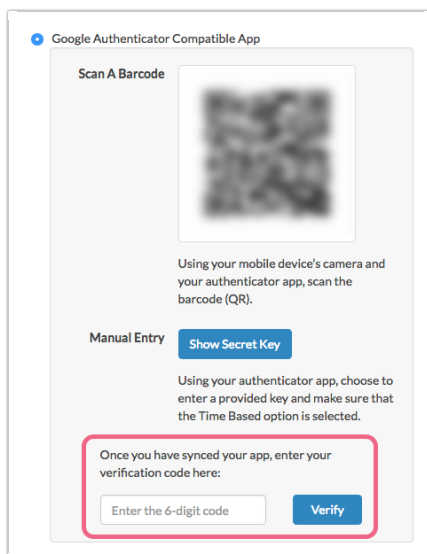 Google Authenticator Compatible App
Scan A Barcode
Using your mobile device's camera and
your authenticator app, scan the
barcode (QR).
Manual Entry
Show Secret Key
Using your authenticator app, choose to
enter a provided key and make sure that
the Time Based option is selected.
Once you have synced your app, enter your
verification code here:
Enter the 6-digit code
Verify